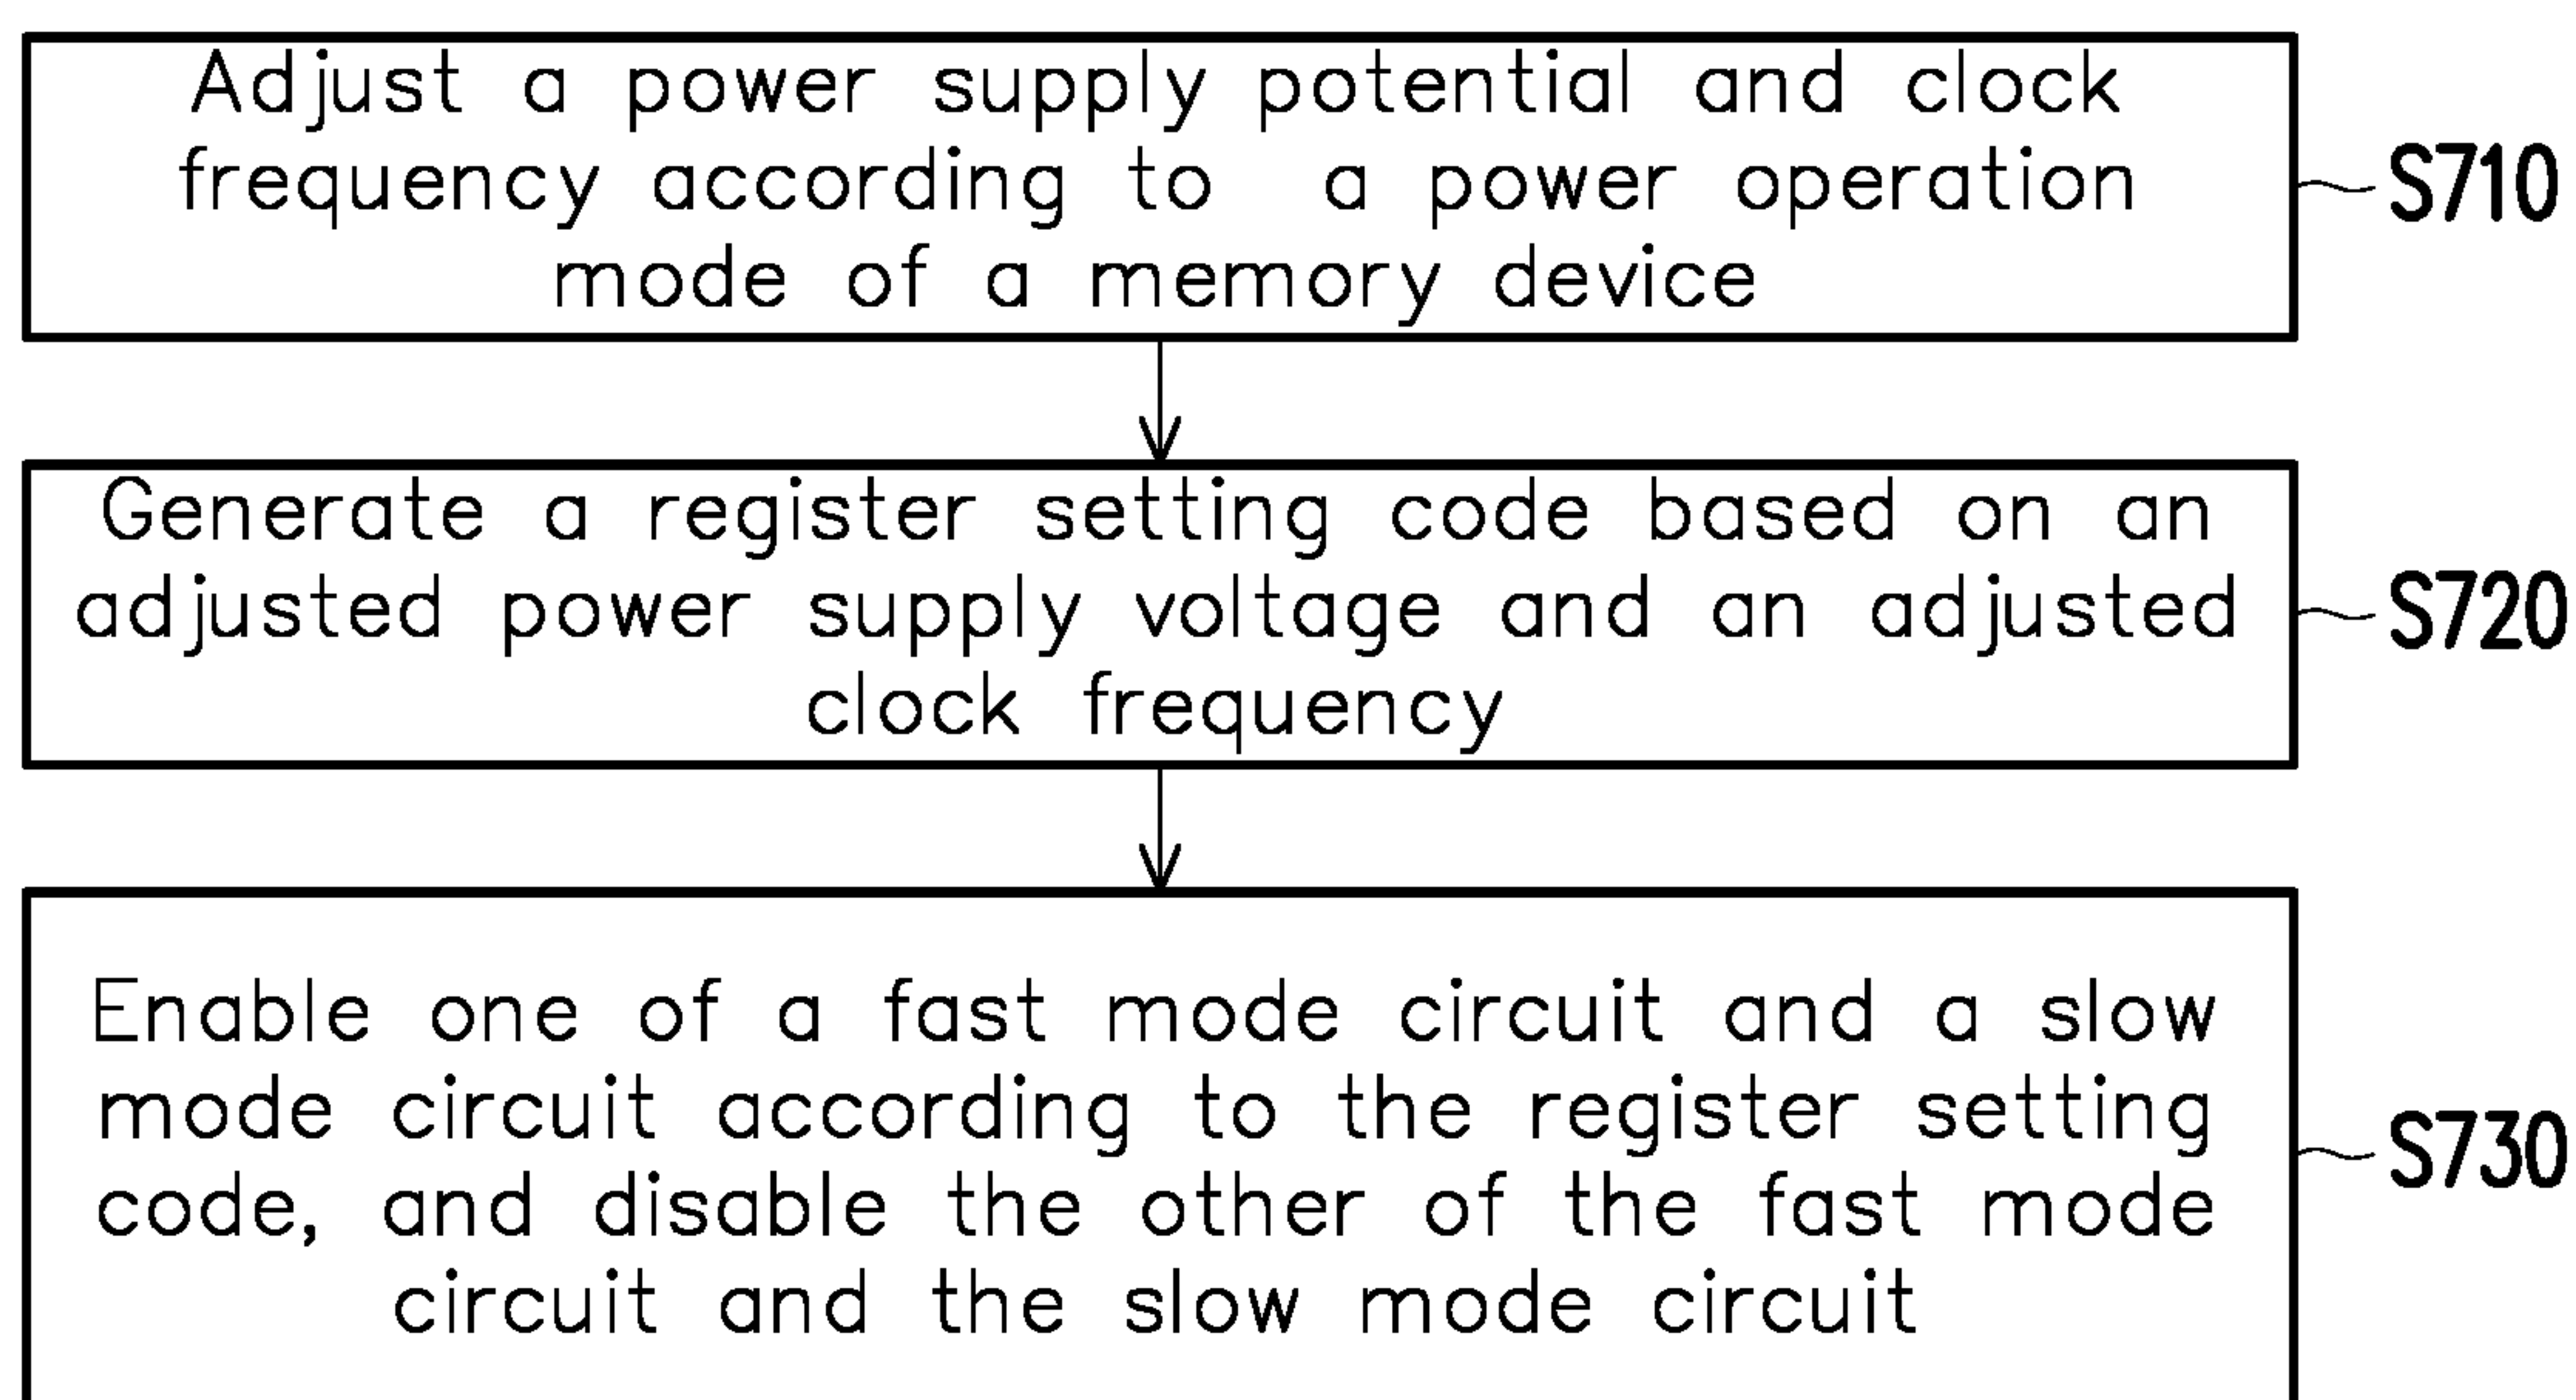 Adjust a power supply potential and clock
frequency according to a power operation
mode of a memory device
S710
Generate a register setting code based on an
adjusted power supply voltage and an adjusted
clock frequency
S720
Enable one of a fast mode circuit and a slow
mode circuit according to the register setting
code, and disable the other of the fast mode
circuit and the slow mode circuit
S730